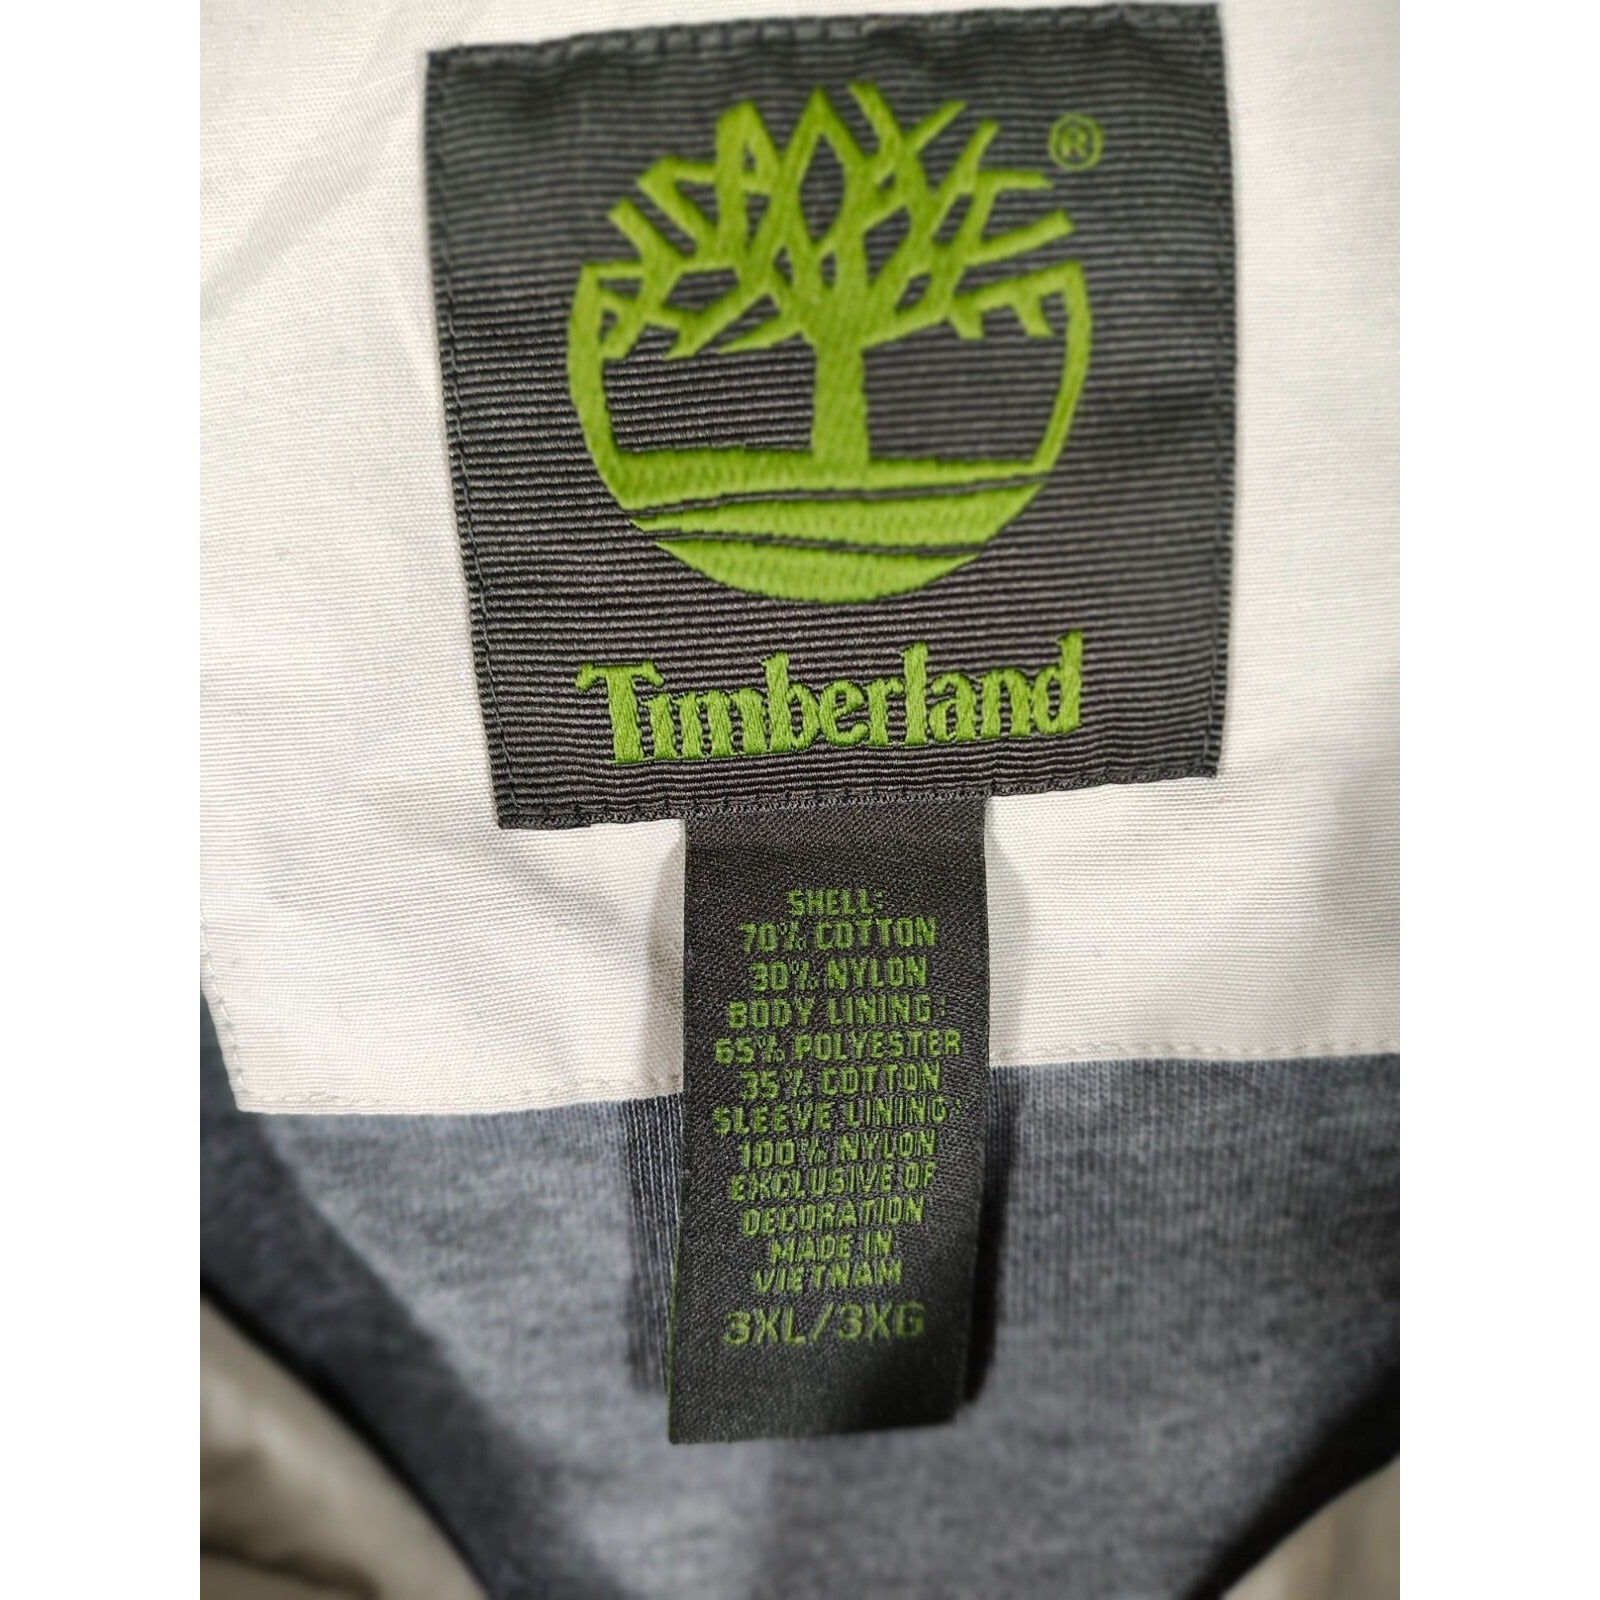 ®
Timberland
SHELL:
70% COTTON
30% NYLON
BODY LINING:
65% POLYESTER
35% COTTON
SLEEVE LINING:
100% NYLON
EXCLUSIVE OF
DECORATION
MADE IN
VIETNAM
3XL/3XG